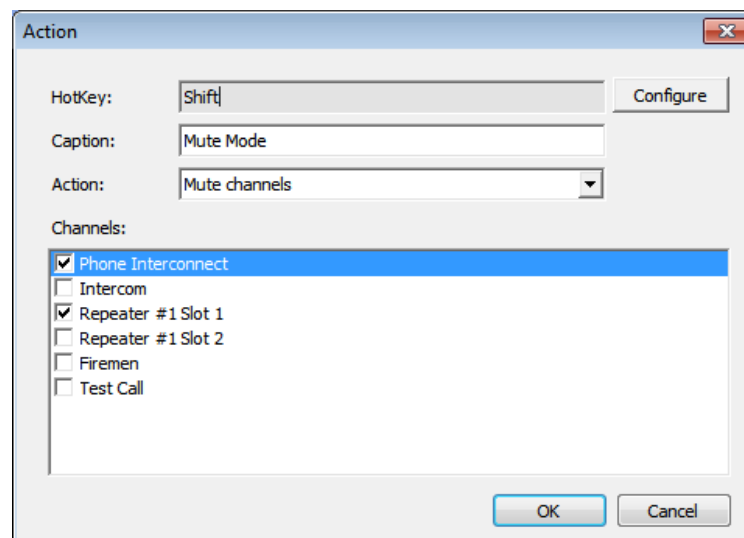 Action
HotKey: Shift Configure
Caption: Mute Mode
Action: Mute channels
Channels:
Phone Interconnect
Intercom
Repeater #1 Slot 1
Repeater #1 Slot 2
Firemen
Test Call
OK Cancel